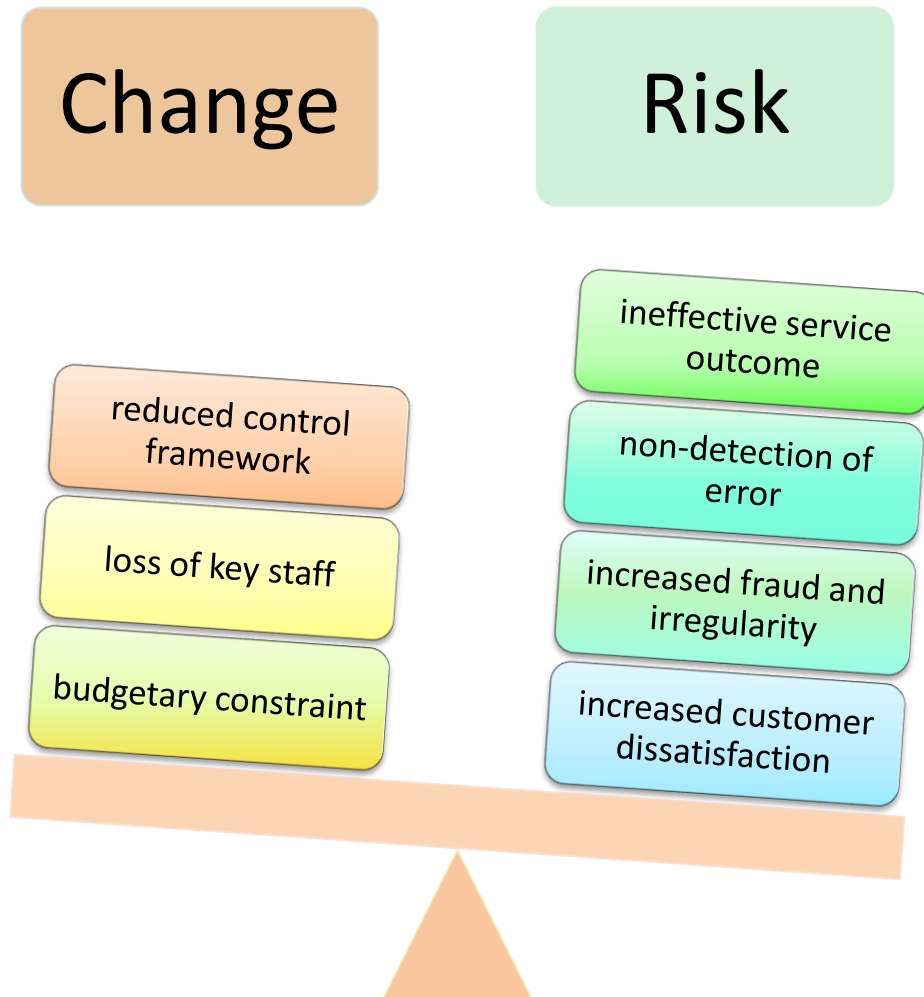 Change
Risk
reduced control
framework
loss of key staff
budgetary constraint
ineffective service
outcome
non-detection of
error
increased fraud and
irregularity
increased customer
dissatisfaction